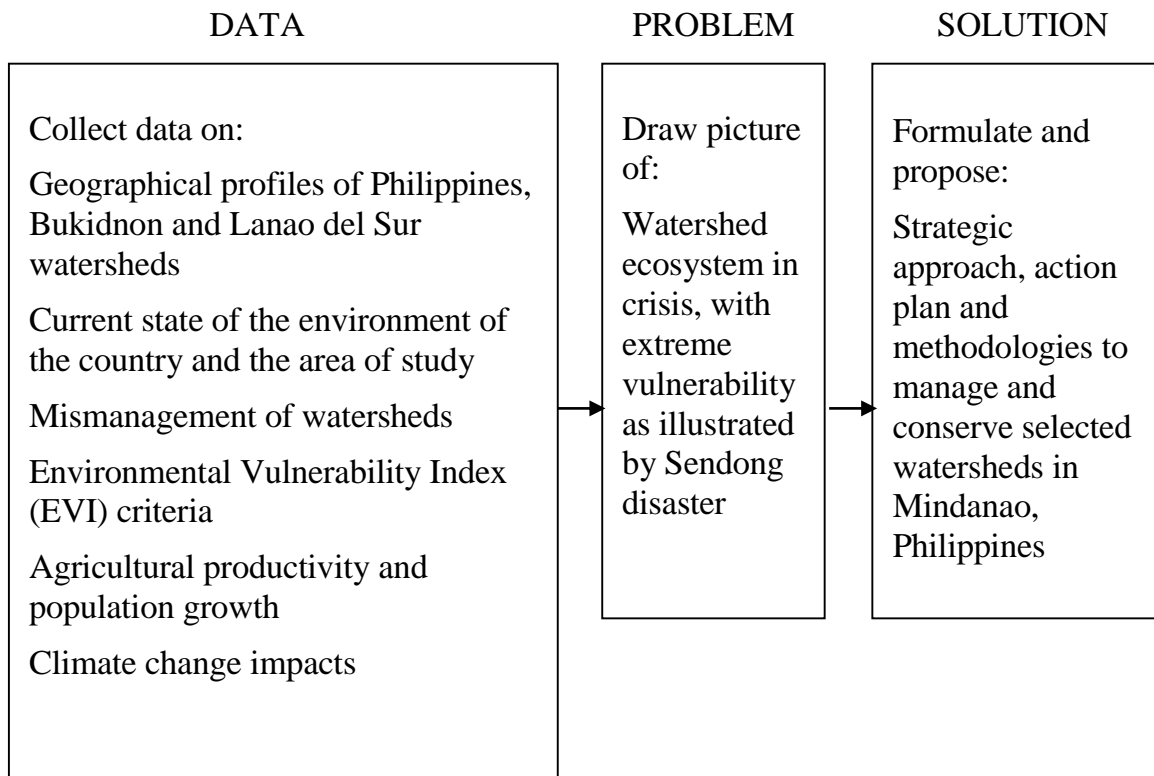 DATA
Collect data on:
Geographical profiles of Philippines,
Bukidnon and Lanao del Sur
watersheds
Current state of the environment of
the country and the area of study
Mismanagement of watersheds
Environmental Vulnerability Index
(EVI) criteria
Agricultural productivity and
population growth
Climate change impacts
PROBLEM
Draw picture
of:
Watershed
ecosystem in
crisis, with
extreme
vulnerability
as illustrated
by Sendong
disaster
SOLUTION
Formulate and
propose:
Strategic
approach, action
plan and
methodologies to
manage and
conserve selected
watersheds in
Mindanao,
Philippines